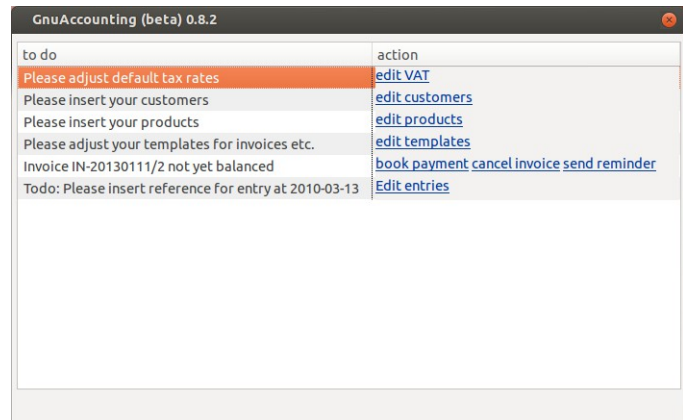 GnuAccounting (beta) 0.8.2
to do action
Please adjust default tax rates edit VAT
Please insert your customers edit customers
Please insert your products edit products
Please adjust your templates for invoices etc. edit templates
Invoice IN-20130111/2 not yet balanced book payment cancel invoice send reminder
Todo: Please insert reference for entry at 2010-03-13 Edit entries